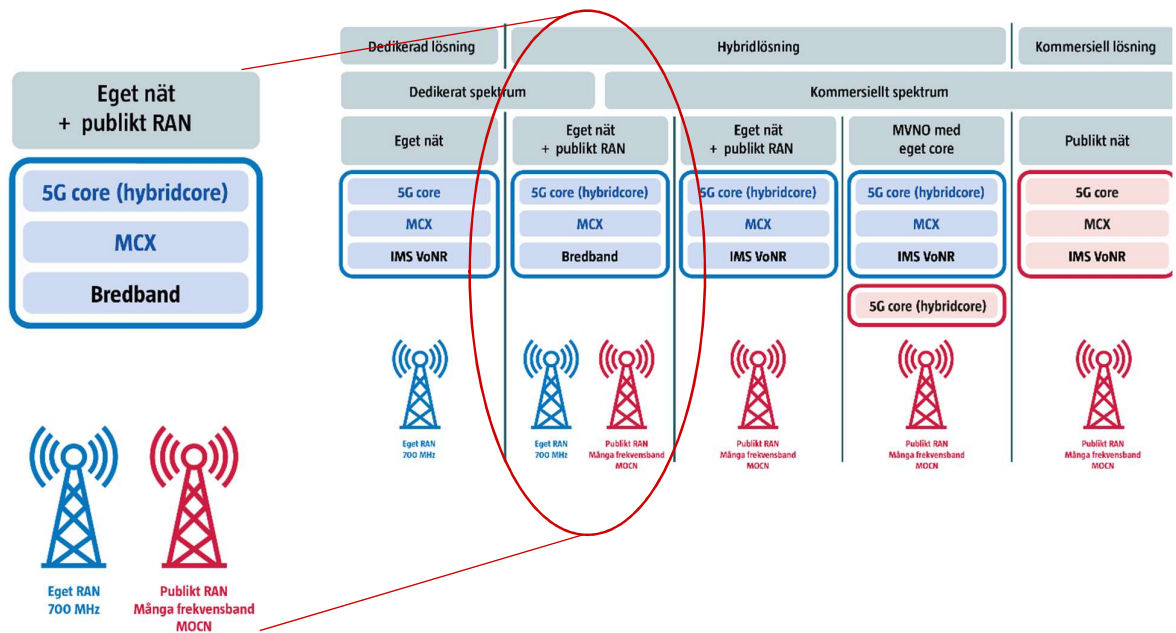 Eget nät
+ publikt RAN
5G core (hybridcore)
MCX
Bredband
Eget RAN
700 MHz
Publikt RAN
Många frekvensband
MOCN
Dedikerad lösning
Hybridlösning
Kommersiell lösning
Dedikerat spektrum
Kommersiellt spektrum
Eget nät
Eget nät
+ publikt RAN
Eget nät
+ publikt RAN
MVNO med
eget core
Publikt nät
5G core
MCX
IMS VoNR
5G core (hybridcore)
MCX
Bredband
5G core (hybridcore)
MCX
IMS VoNR
5G core (hybridcore)
MCX
IMS VoNR
5G core (hybridcore)
5G core
MCX
IMS VoNR
Eget RAN
700 MHz
Eget RAN
700 MHz
Publikt RAN
Många frekvensband
MOCN
Publikt RAN
Många frekvensband
MOCN
Publikt RAN
Många frekvensband
MOCN
Publikt RAN
Många frekvensband
MOCN